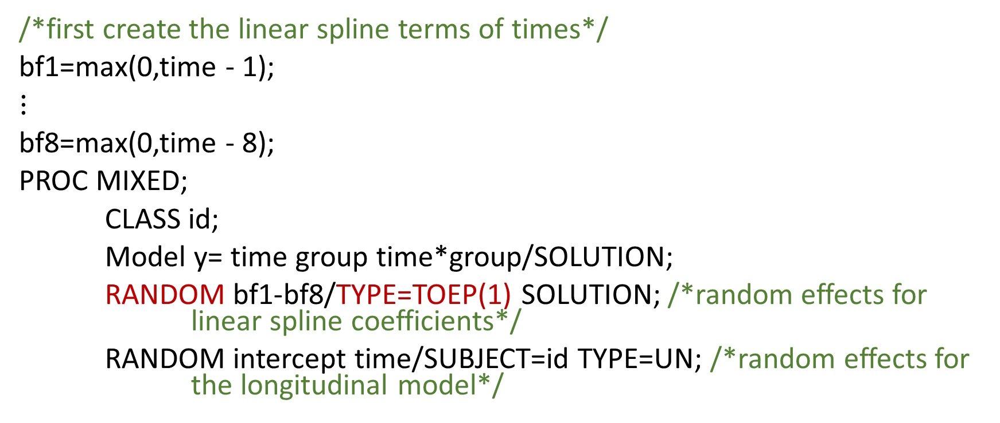 /*first create the linear spline terms of times*/
bf1=max(0,time - 1);
⋮
bf8=max(0,time - 8);
PROC MIXED;
CLASS id;
Model y= time group time*group/SOLUTION;
RANDOM bf1-bf8/TYPE=TOEP(1) SOLUTION; /*random effects for
linear spline coefficients*/
RANDOM intercept time/SUBJECT=id TYPE=UN; /*random effects for
the longitudinal model*/